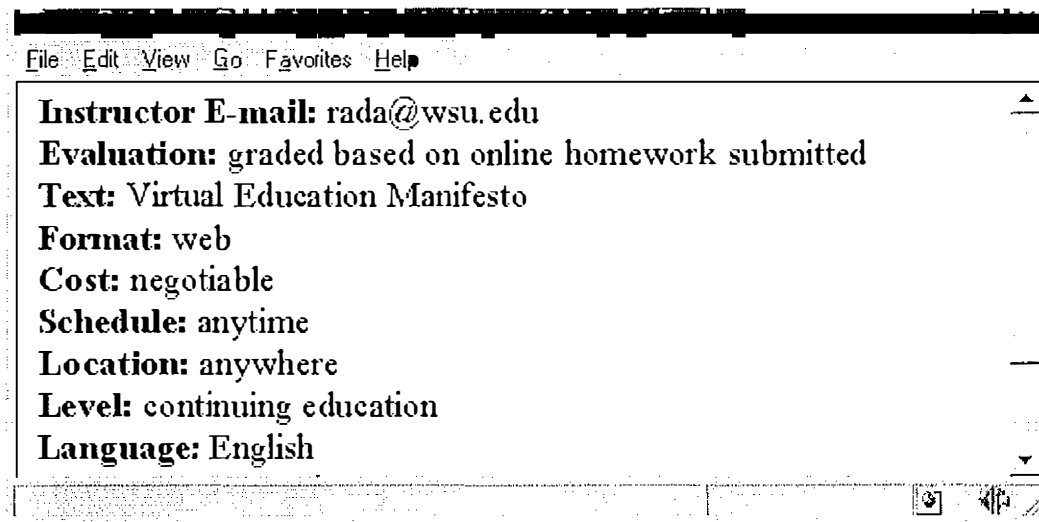 File Edit View Go Favorites Help
Instructor E-mail: rada@wsu.edu
Evaluation: graded based on online homework submitted
Text: Virtual Education Manifesto
Format: web
Cost: negotiable
Schedule: anytime
Location: anywhere
Level: continuing education
Language: English